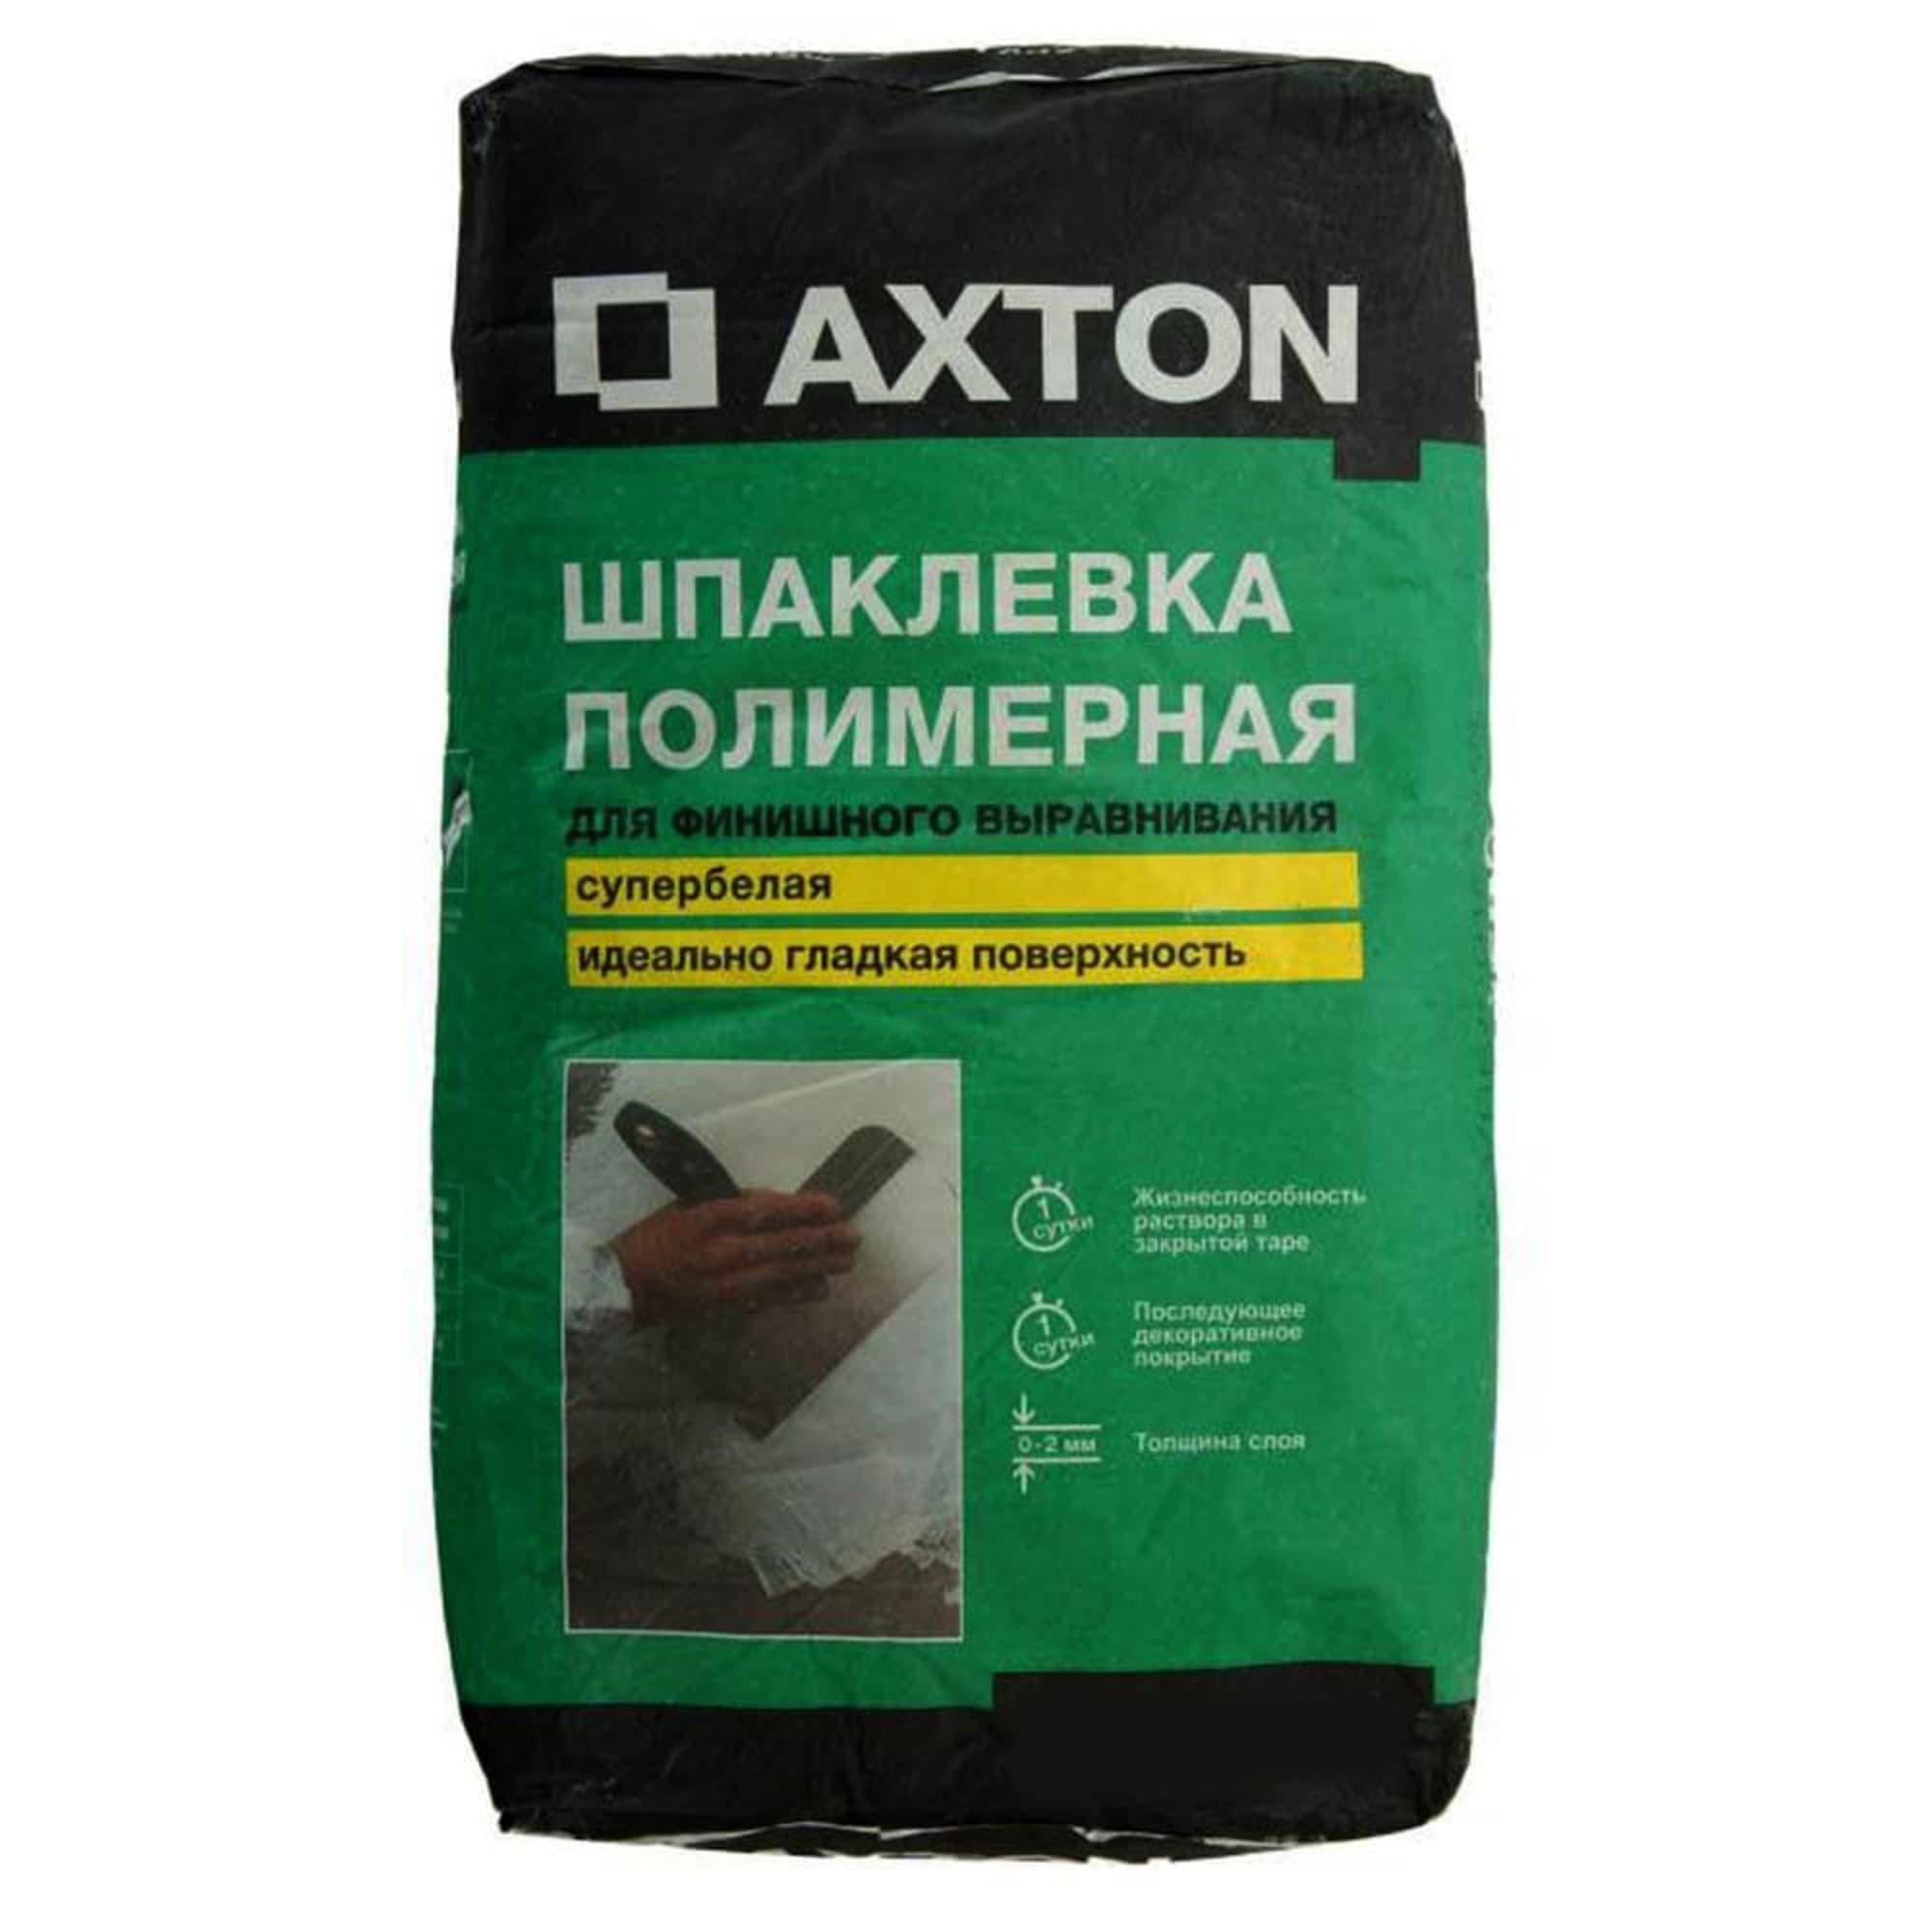 AXTON
ШПАКЛЕВКА
ПОЛИМЕРНАЯ
ДЛЯ ФИНИШНОГО ВЫРАВНИВАНИЯ
супербелая
идеально гладкая поверхность
1 сутки
Жизнеспособность
раствора в
закрытой таре
1 сутки
Последующее
декоративное
покрытие
0-2 мм
Толщина слоя